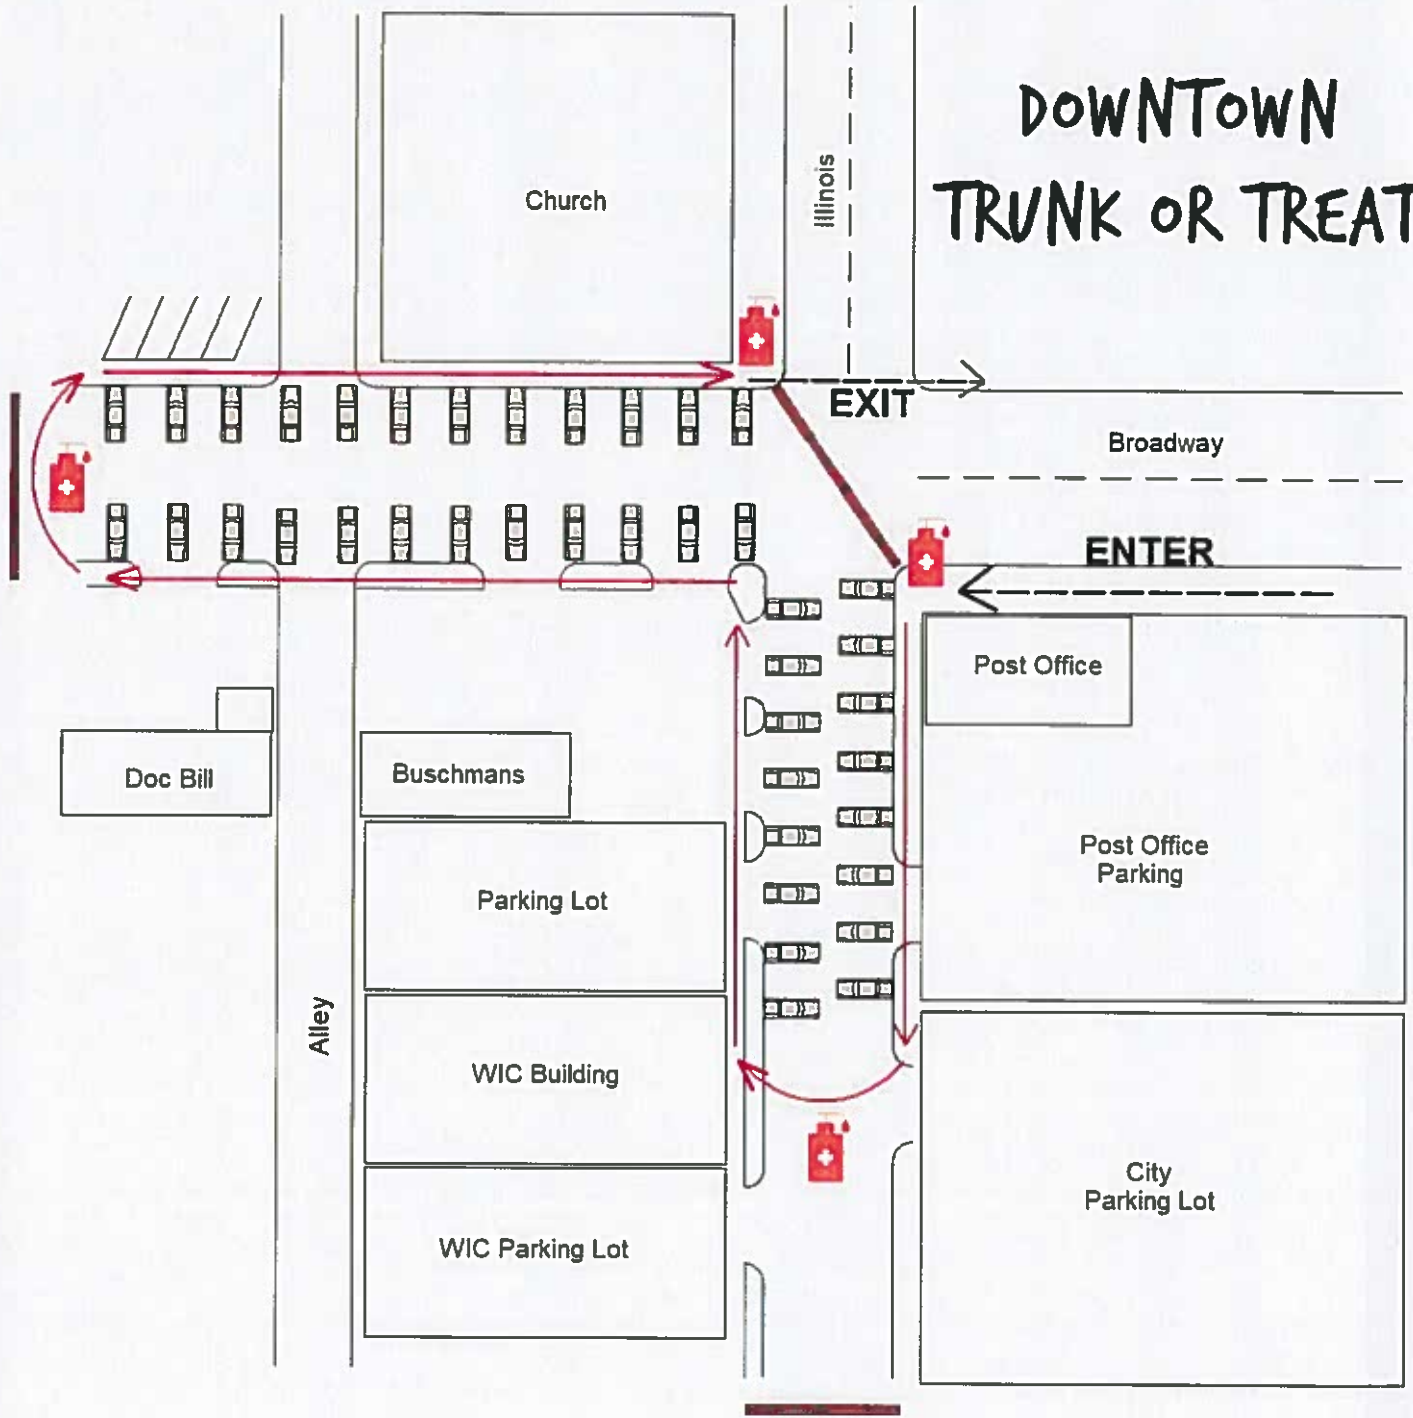 DOWNTOWN
TRUNK OR TREAT
Church
Illinois
EXIT
Broadway
ENTER
Post Office
Doc Bill
Buschmans
Post Office
Parking
Parking Lot
Alley
WIC Building
City
Parking Lot
WIC Parking Lot